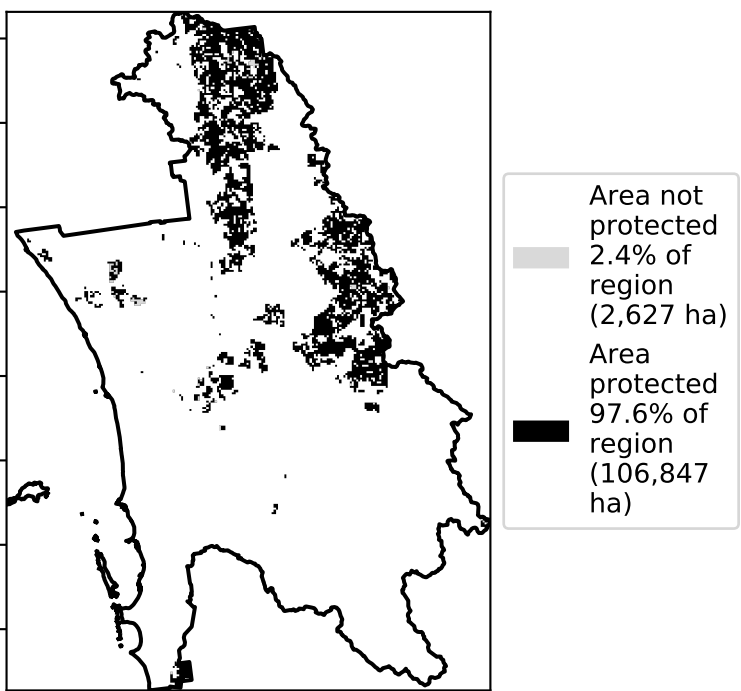 Area not
protected
2.4% of
region
(2,627 ha)
Area
protected
97.6% of
region
(106,847
ha)